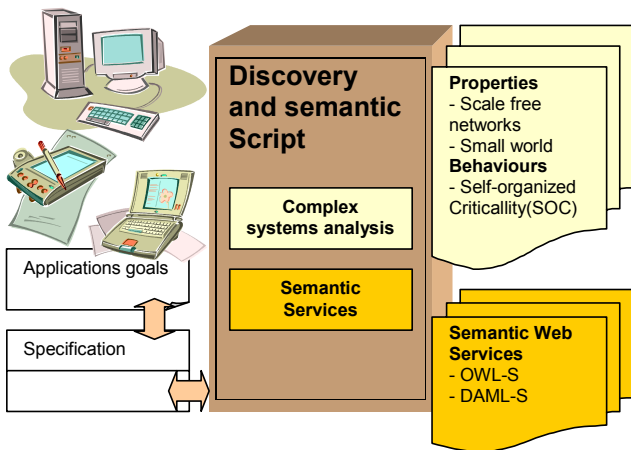 Discovery
and semantic
Script
Complex
systems analysis
Semantic
Services
Properties
- Scale free
networks
- Small world
Behaviours
- Self-organized
Criticallity(SOC)
Semantic Web
Services
- OWL-S
- DAML-S
Applications goals
Specification